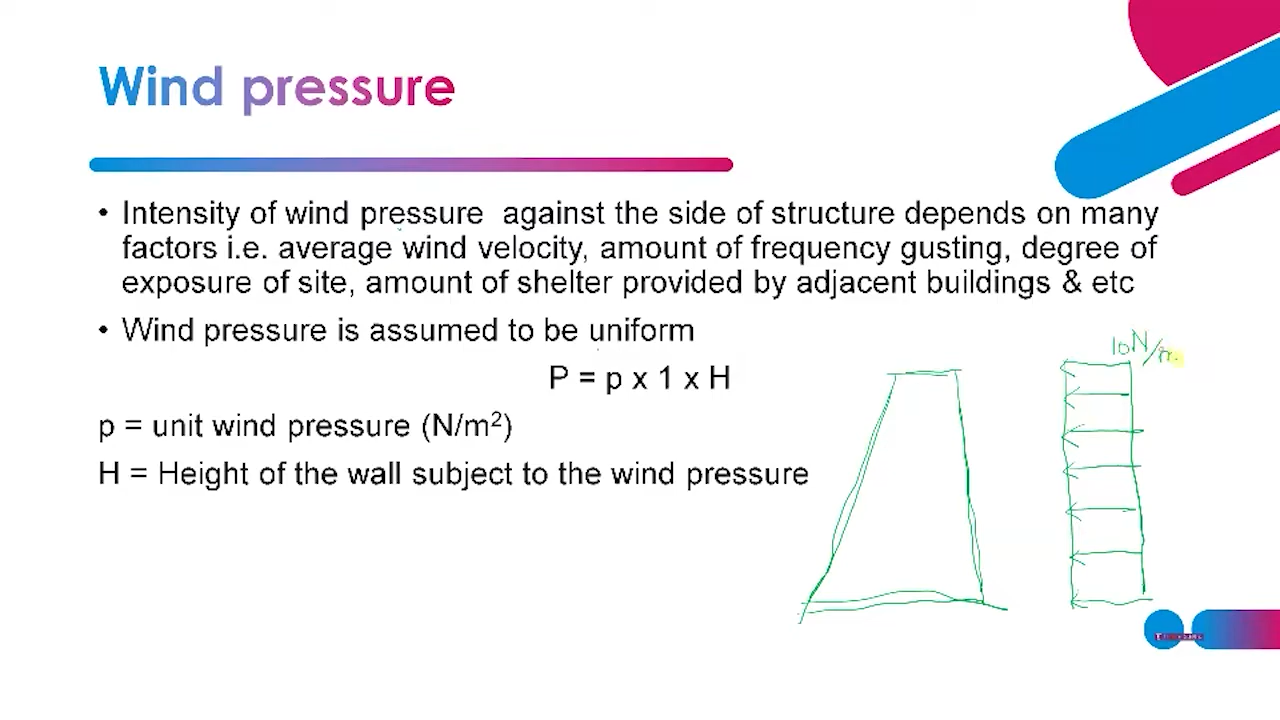 Wind pressure
• Intensity of wind pressure against the side of structure depends on many
factors i.e. average wind velocity, amount of frequency gusting, degree of
exposure of site, amount of shelter provided by adjacent buildings & etc
• Wind pressure is assumed to be uniform
10N/m
P = p x 1 x H
p = unit wind pressure (N/m²)
H = Height of the wall subject to the wind pressure